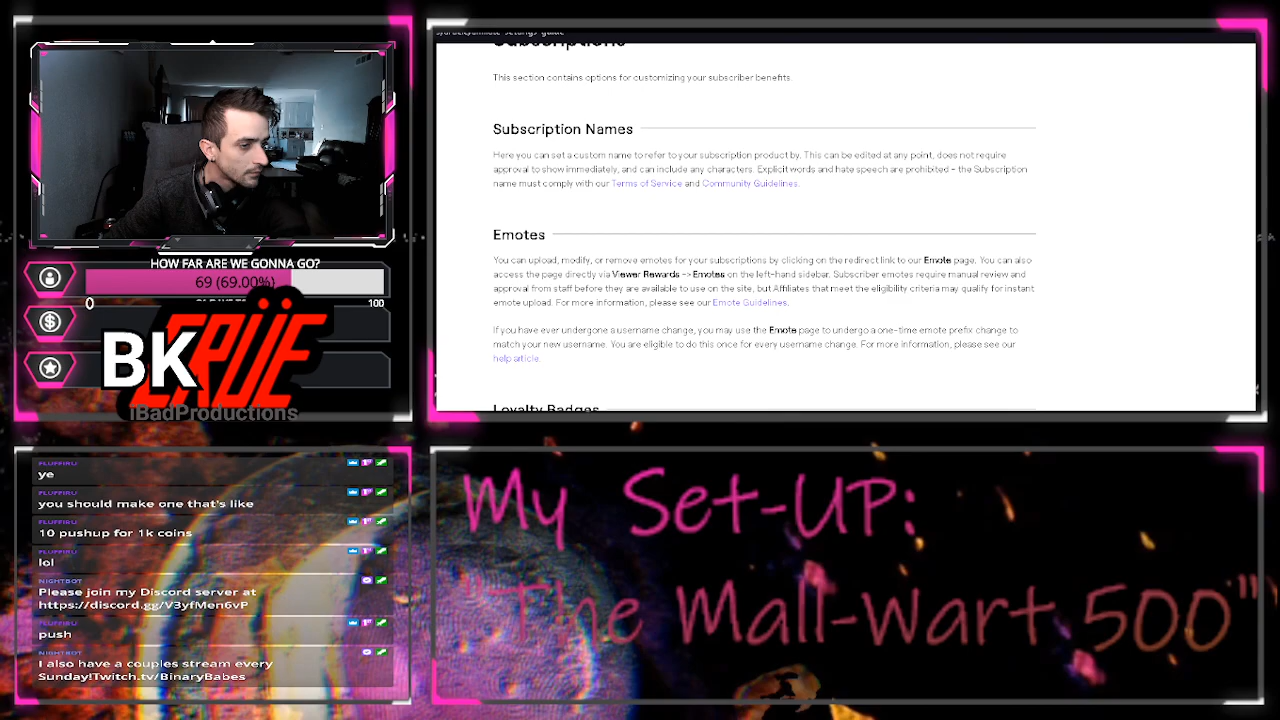 HOW FAR ARE WE GONNA GO?
69 (69.00%)
0
100
BK
CRÜE
iBadProductions
Subscriptions
This section contains options for customizing your subscriber benefits.
Subscription Names
Here you can set a custom name to refer to your subscription product by. This can be edited at any point, does not require
approval to show immediately, and can include any characters. Explicit words and hate speech are prohibited - the Subscription
name must comply with our Terms of Service and Community Guidelines.
Emotes
You can upload, modify, or remove emotes for your subscriptions by clicking on the redirect link to our Emote page. You can also
access the page directly via Viewer Rewards -> Emotes on the left-hand sidebar. Subscriber emotes require manual review and
approval from staff before they are available to use on the site, but Affiliates that meet the eligibility criteria may qualify for instant
emote upload. For more information, please see our Emote Guidelines.
If you have ever undergone a username change, you may use the Emote page to undergo a one-time emote prefix change to
match your new username. You are eligible to do this once for every username change. For more information, please see our
help article.
Loyalty Badges
FLUFFIRU
ye
FLUFFIRU
you should make one that's like
FLUFFIRU
10 pushup for 1k coins
FLUFFIRU
lol
NIGHTBOT
Please join my Discord server at
https://discord.gg/V3yfMen6vP
FLUFFIRU
push
NIGHTBOT
I also have a couples stream every
Sunday!Twitch.tv/BinaryBabes
My Set-UP.
"The Mall-Wart 500"